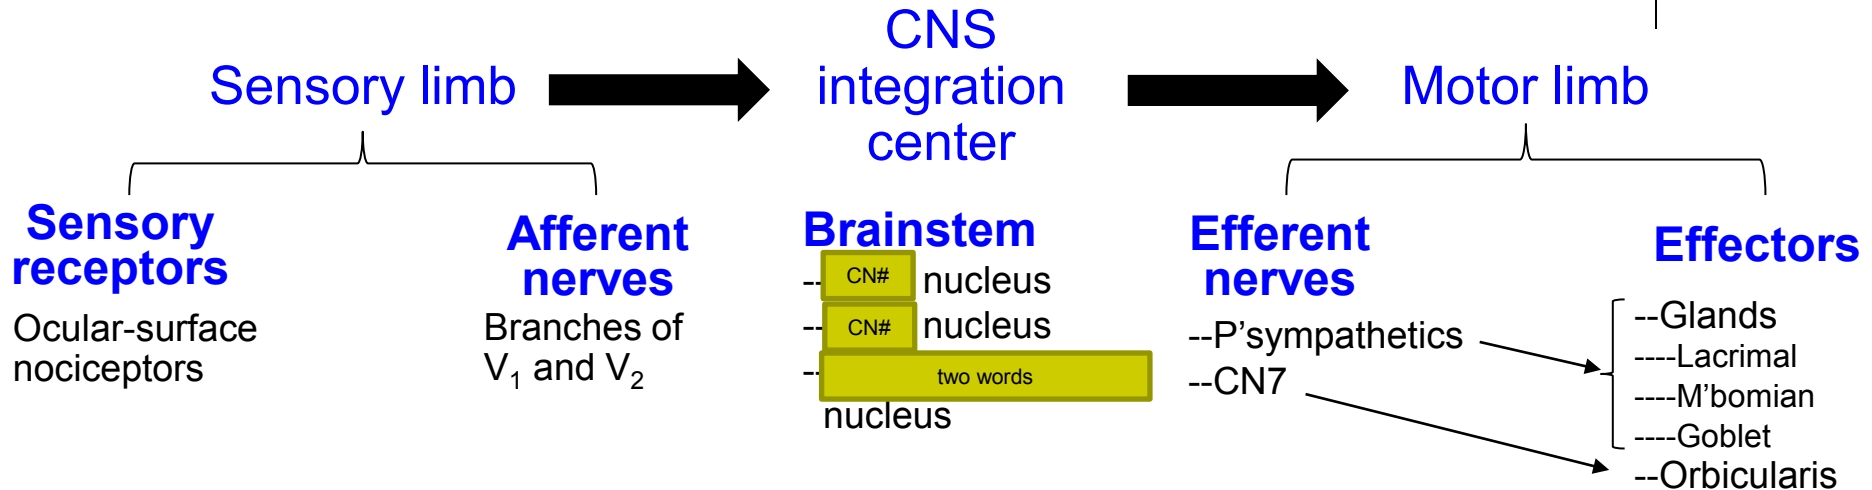 Sensory limb
CNS
integration
center
Motor limb
Sensory
receptors
Ocular-surface
nociceptors
Afferent
nerves
Branches of
V₁ and V₂
Brainstem
--CN# nucleus
--CN# nucleus
--two words
nucleus
Efferent
nerves
--P'sympathetics
--CN7
Effectors
--Glands
----Lacrimal
----M'bomian
----Goblet
--Orbicularis